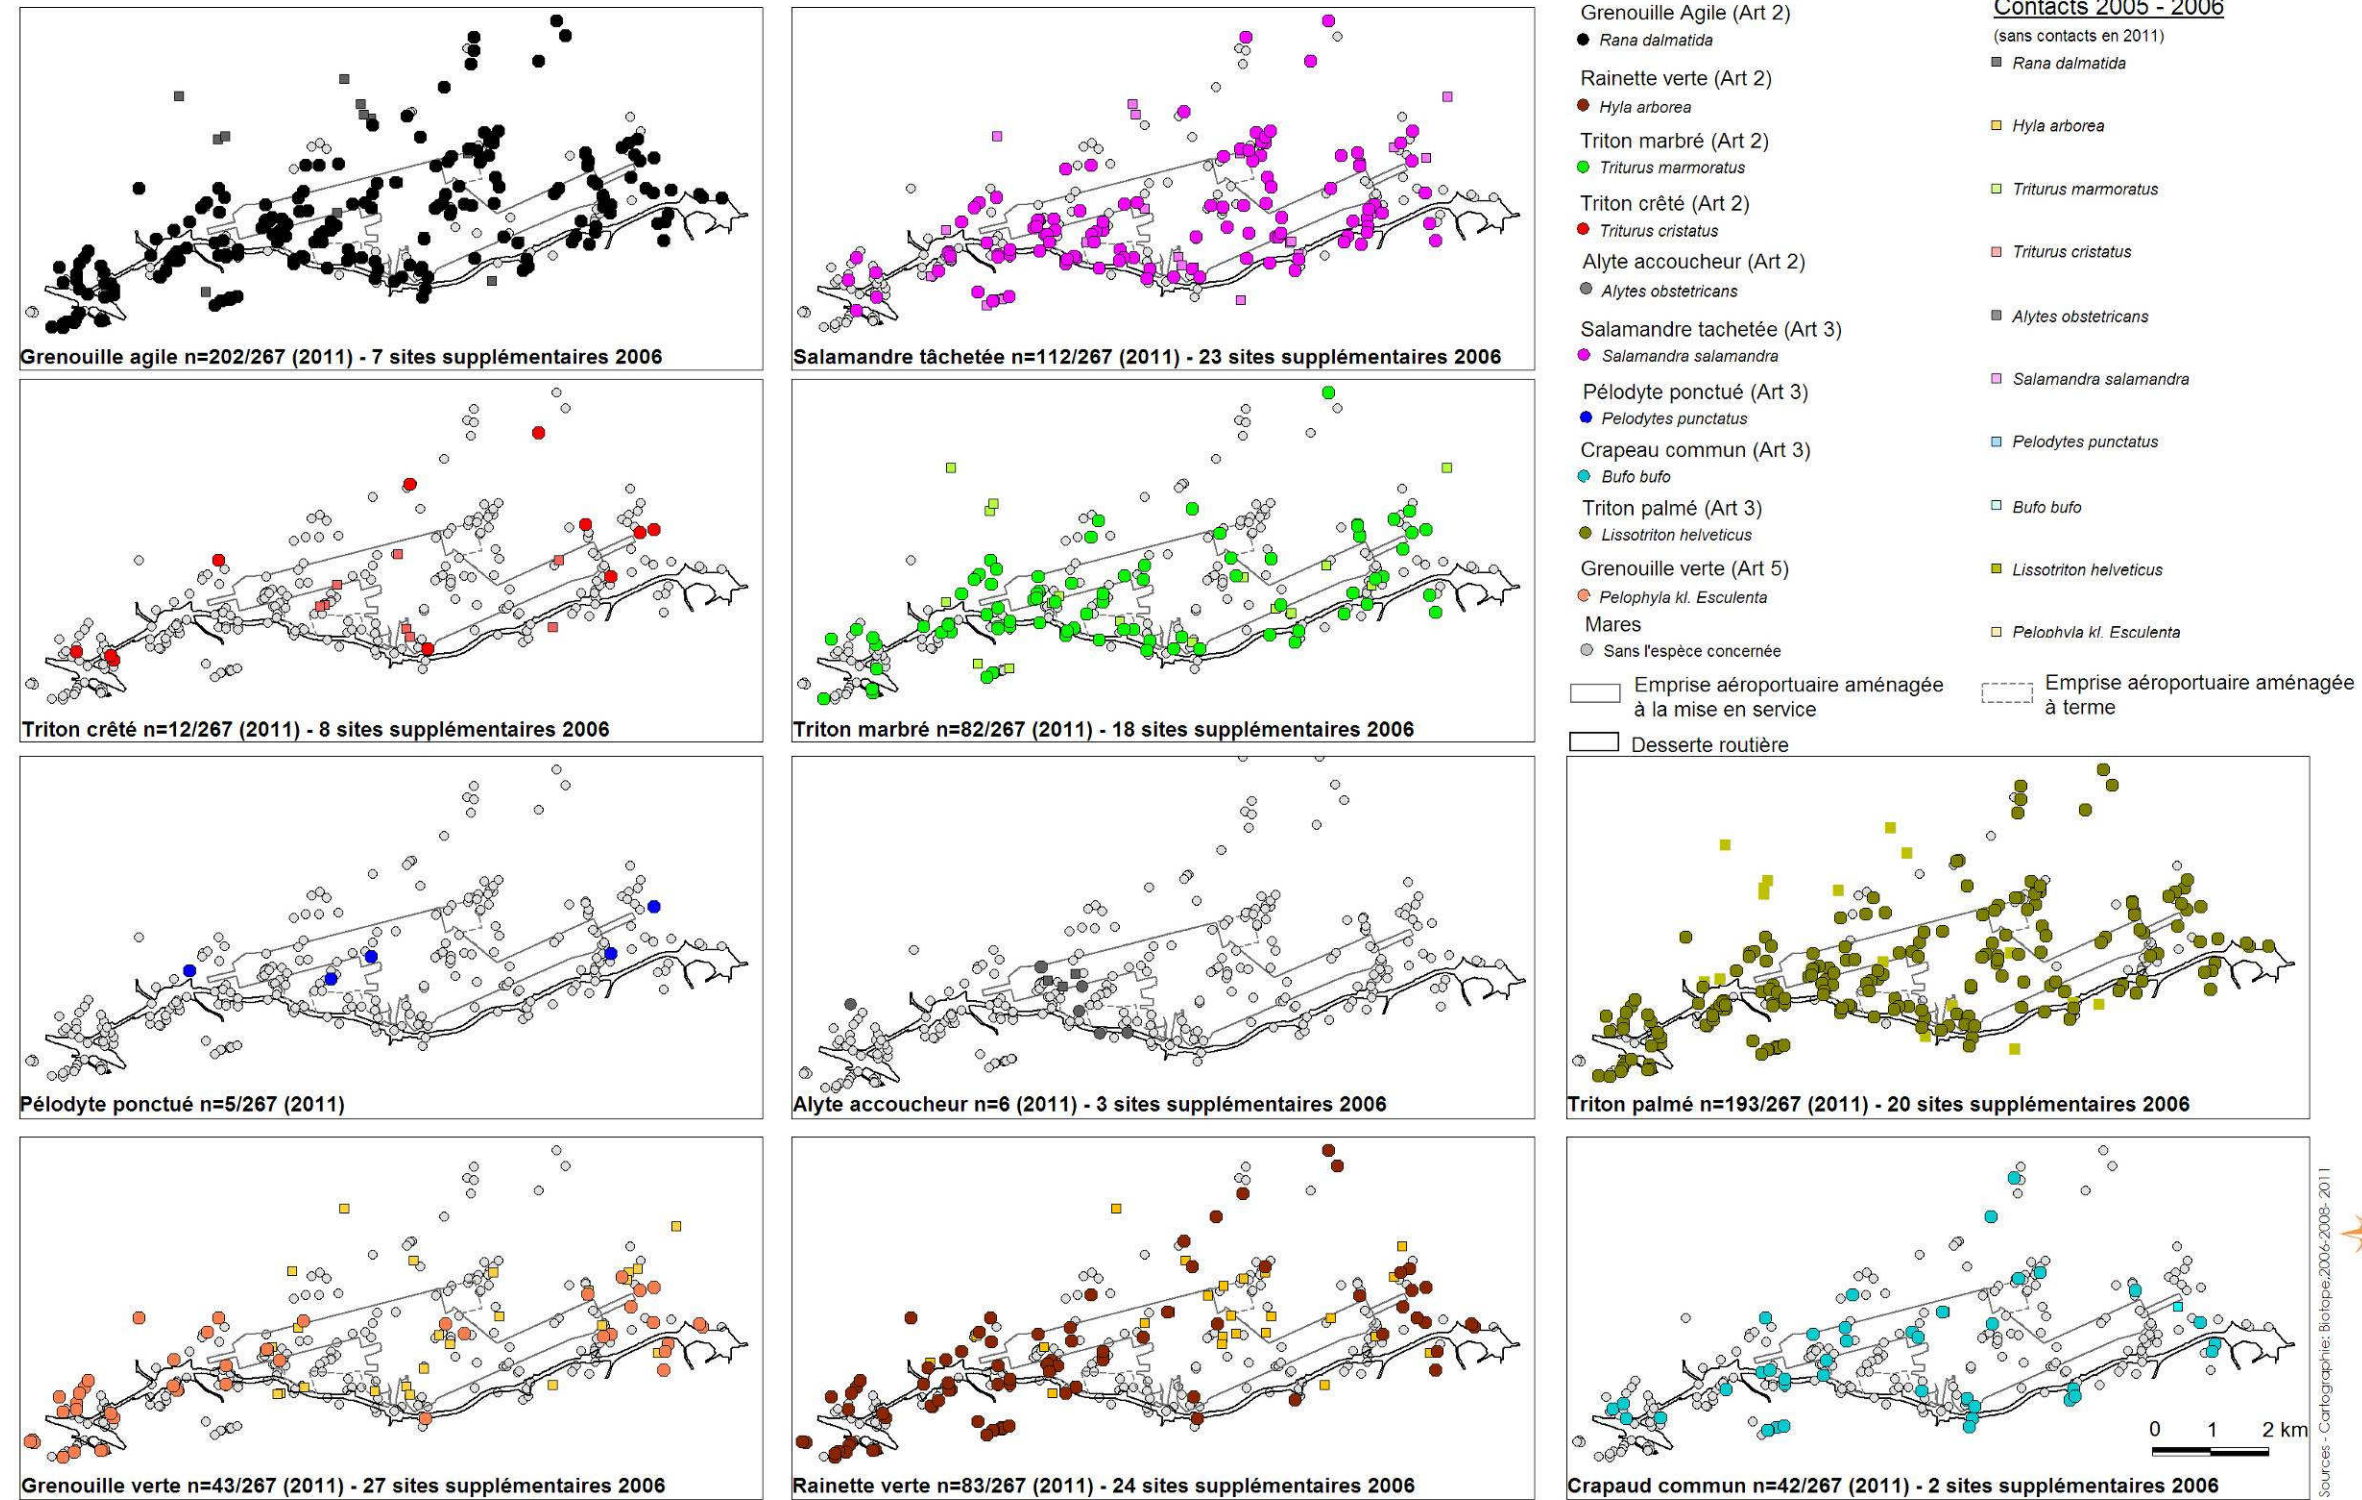 Grenouille agile n=202/267 (2011) - 7 sites supplémentaires 2006
Salamandre tâchetée n=112/267 (2011) - 23 sites supplémentaires 2006
Grenouille Agile (Art 2)
Rana dalmatida
Rainette verte (Art 2)
Hyla arborea
Triton marbré (Art 2)
Triturus marmoratus
Triton crêté (Art 2)
Triturus cristatus
Alyte accoucheur (Art 2)
Alytes obstetricans
Salamandre tachetée (Art 3)
Salamandra salamandra
Pélodyte ponctué (Art 3)
Pelodytes punctatus
Crapeau commun (Art 3)
Bufo bufo
Triton palmé (Art 3)
Lissotriton helveticus
Grenouille verte (Art 5)
Pelophyla kl. Esculenta
Mares
Sans l'espèce concernée
Emprise aéroportuaire aménagée
à la mise en service
Desserte routière
Contacts 2005 - 2006
(sans contacts en 2011)
Rana dalmatida
Hyla arborea
Triturus marmoratus
Triturus cristatus
Alytes obstetricans
Salamandra salamandra
Pelodytes punctatus
Bufo bufo
Lissotriton helveticus
Pelophyla kl. Esculenta
Emprise aéroportuaire aménagée
à terme
Triton crêté n=12/267 (2011) - 8 sites supplémentaires 2006
Triton marbré n=82/267 (2011) - 18 sites supplémentaires 2006
Pélodyte ponctué n=5/267 (2011)
Alyte accoucheur n=6 (2011) - 3 sites supplémentaires 2006
Triton palmé n=193/267 (2011) - 20 sites supplémentaires 2006
Grenouille verte n=43/267 (2011) - 27 sites supplémentaires 2006
Rainette verte n=83/267 (2011) - 24 sites supplémentaires 2006
0 1 2 km
Crapaud commun n=42/267 (2011) - 2 sites supplémentaires 2006
Sources - Cartographie: Biotope,2006-2008- 2011